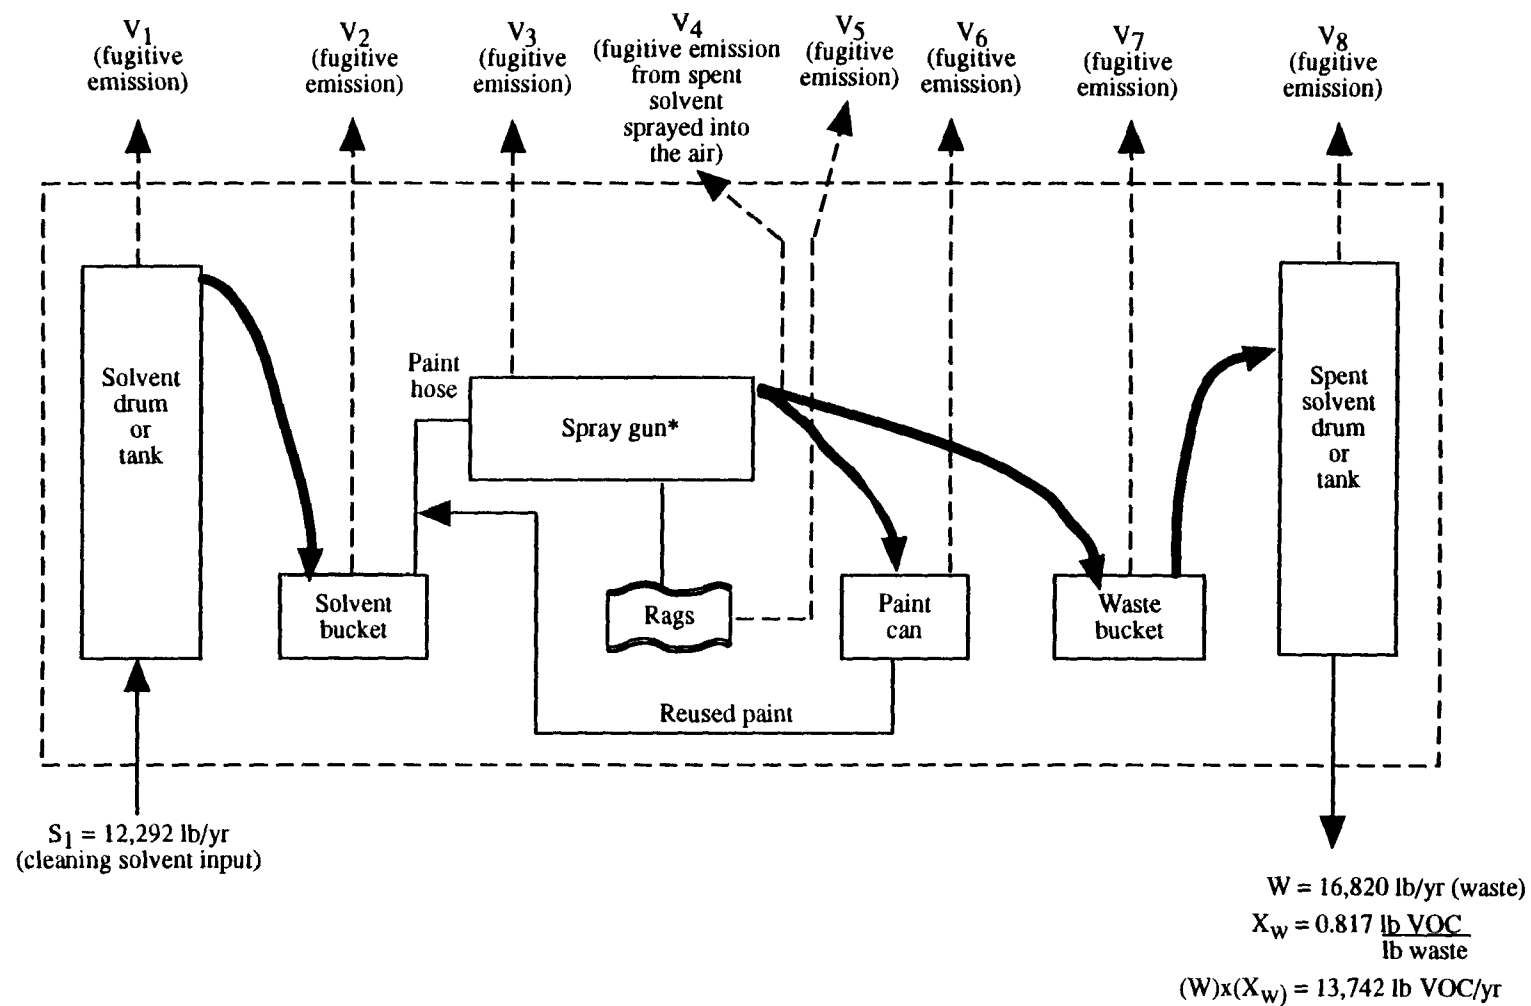 V1
(fugitive
emission)
V2
(fugitive
emission)
V3
(fugitive
emission)
V4
(fugitive emission
from spent
solvent
sprayed into
the air)
V5
(fugitive
emission)
V6
(fugitive
emission)
V7
(fugitive
emission)
V8
(fugitive
emission)
Solvent
drum
or
tank
Solvent
bucket
Paint
hose
Spray gun*
Rags
Paint
can
Waste
bucket
Spent
solvent
drum
or
tank
Reused paint
S1 = 12,292 lb/yr
(cleaning solvent input)
W = 16,820 lb/yr (waste)
XW = 0.817 lb VOC
lb waste
(W)x(XW) = 13,742 lb VOC/yr